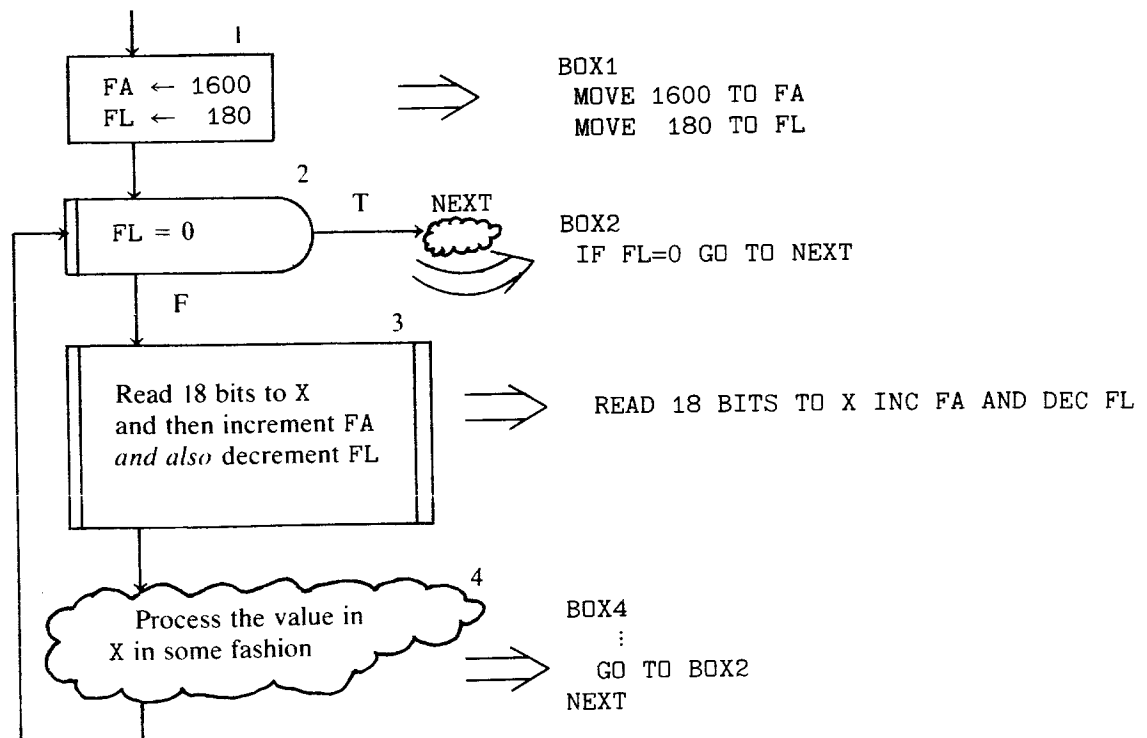 1
FA ← 1600
FL ← 180
BOX1
MOVE 1600 TO FA
MOVE 180 TO FL
2
FL = 0
T
NEXT
BOX2
IF FL=0 GO TO NEXT
F
3
Read 18 bits to X
and then increment FA
and also decrement FL
READ 18 BITS TO X INC FA AND DEC FL
4
Process the value in
X in some fashion
BOX4
⋮
GO TO BOX2
NEXT